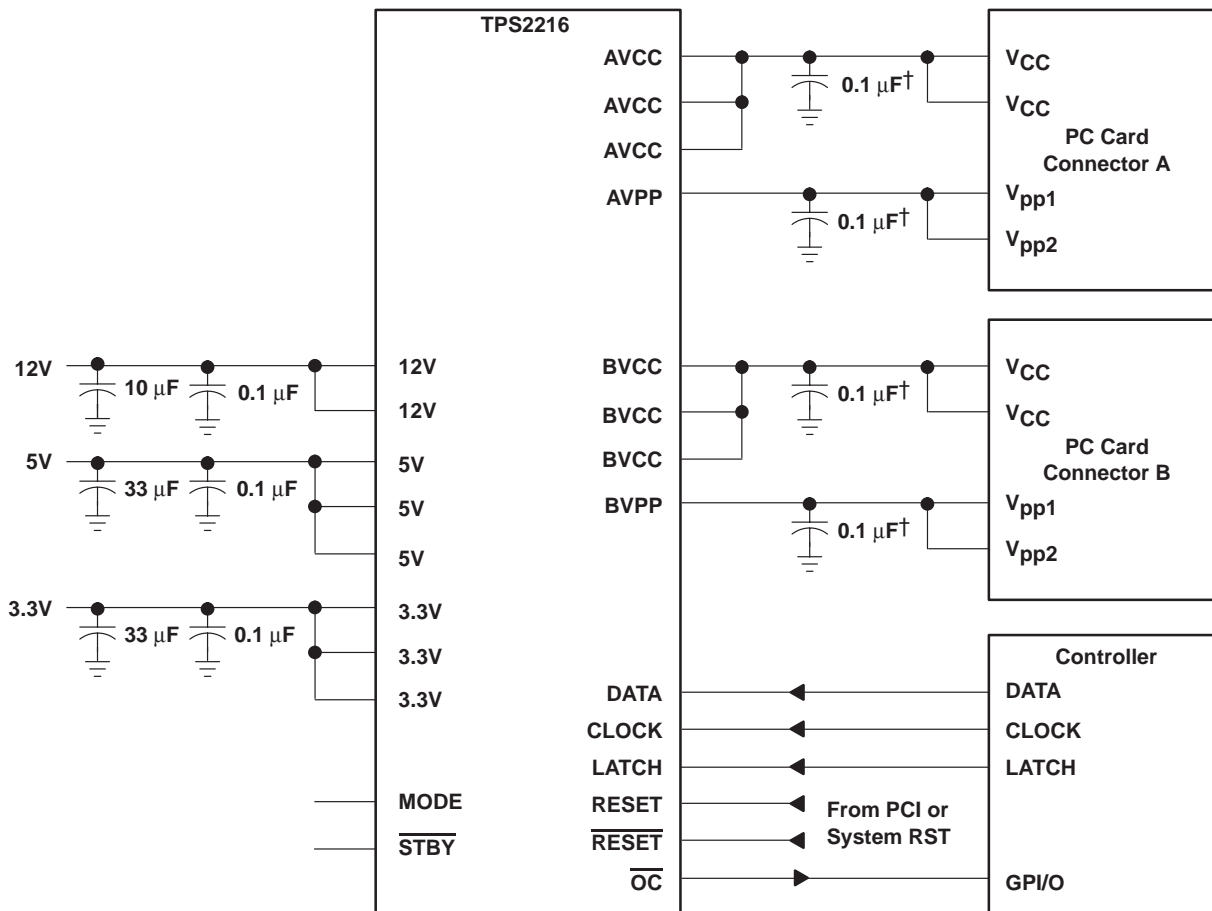 TPS2216
AVCC
AVCC
AVCC
AVPP
0.1 μF†
0.1 μF†
VCC
VCC
PC Card
Connector A
Vpp1
Vpp2
12V
10 μF
0.1 μF
12V
12V
5V
33 μF
0.1 μF
5V
5V
5V
3.3V
33 μF
0.1 μF
3.3V
3.3V
3.3V
BVCC
BVCC
BVCC
BVPP
0.1 μF†
0.1 μF†
VCC
VCC
PC Card
Connector B
Vpp1
Vpp2
MODE
STBY
DATA
CLOCK
LATCH
RESET
RESET
OC
From PCI or
System RST
Controller
DATA
CLOCK
LATCH
GPI/O